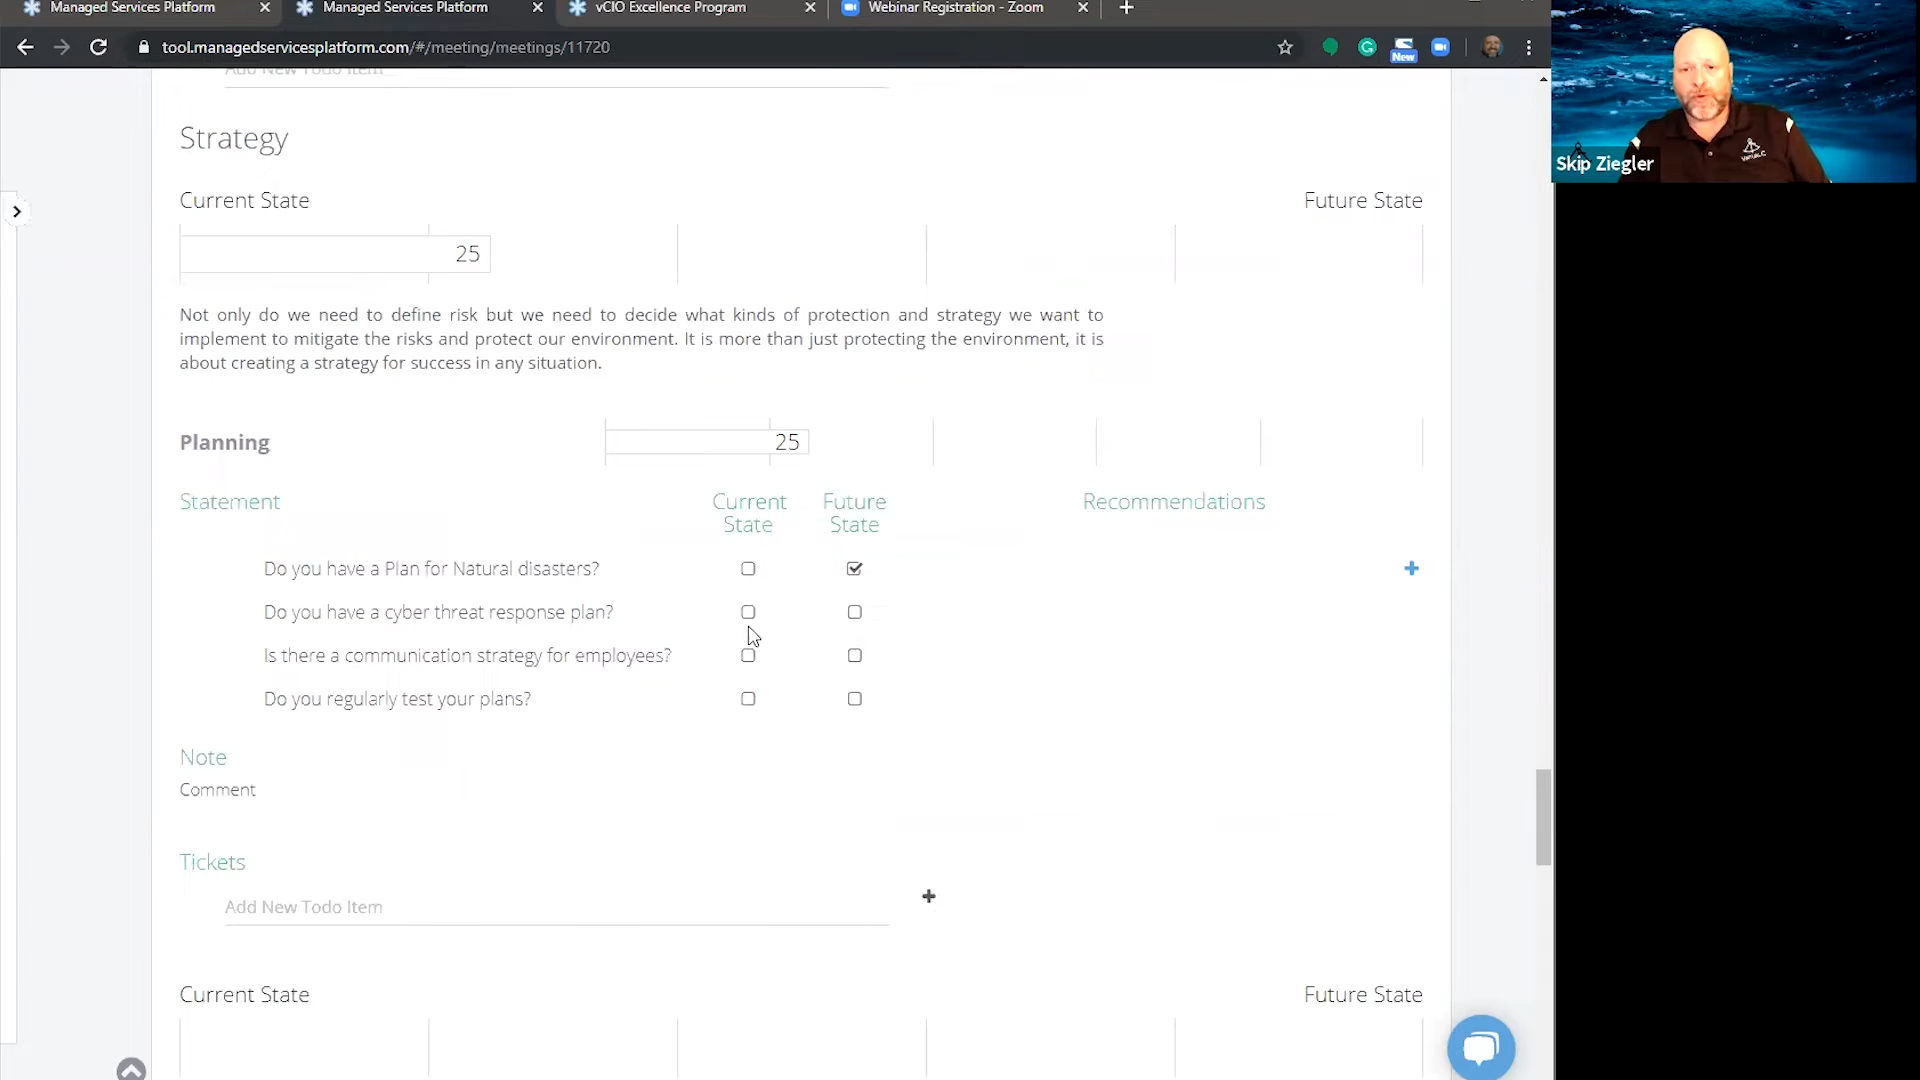 Managed Services Platform
Managed Services Platform
vCIO Excellence Program
Webinar Registration - Zoom
tool.managedservicesplatform.com/#/meeting/meetings/11720
New
Skip Ziegler
Add New Todo Item
Strategy
Current State
Future State
25
Not only do we need to define risk but we need to decide what kinds of protection and strategy we want to
implement to mitigate the risks and protect our environment. It is more than just protecting the environment, it is
about creating a strategy for success in any situation.
Planning
25
Statement
Current
State
Future
State
Recommendations
Do you have a Plan for Natural disasters?
Do you have a cyber threat response plan?
Is there a communication strategy for employees?
Do you regularly test your plans?
Note
Comment
Tickets
Add New Todo Item
Current State
Future State